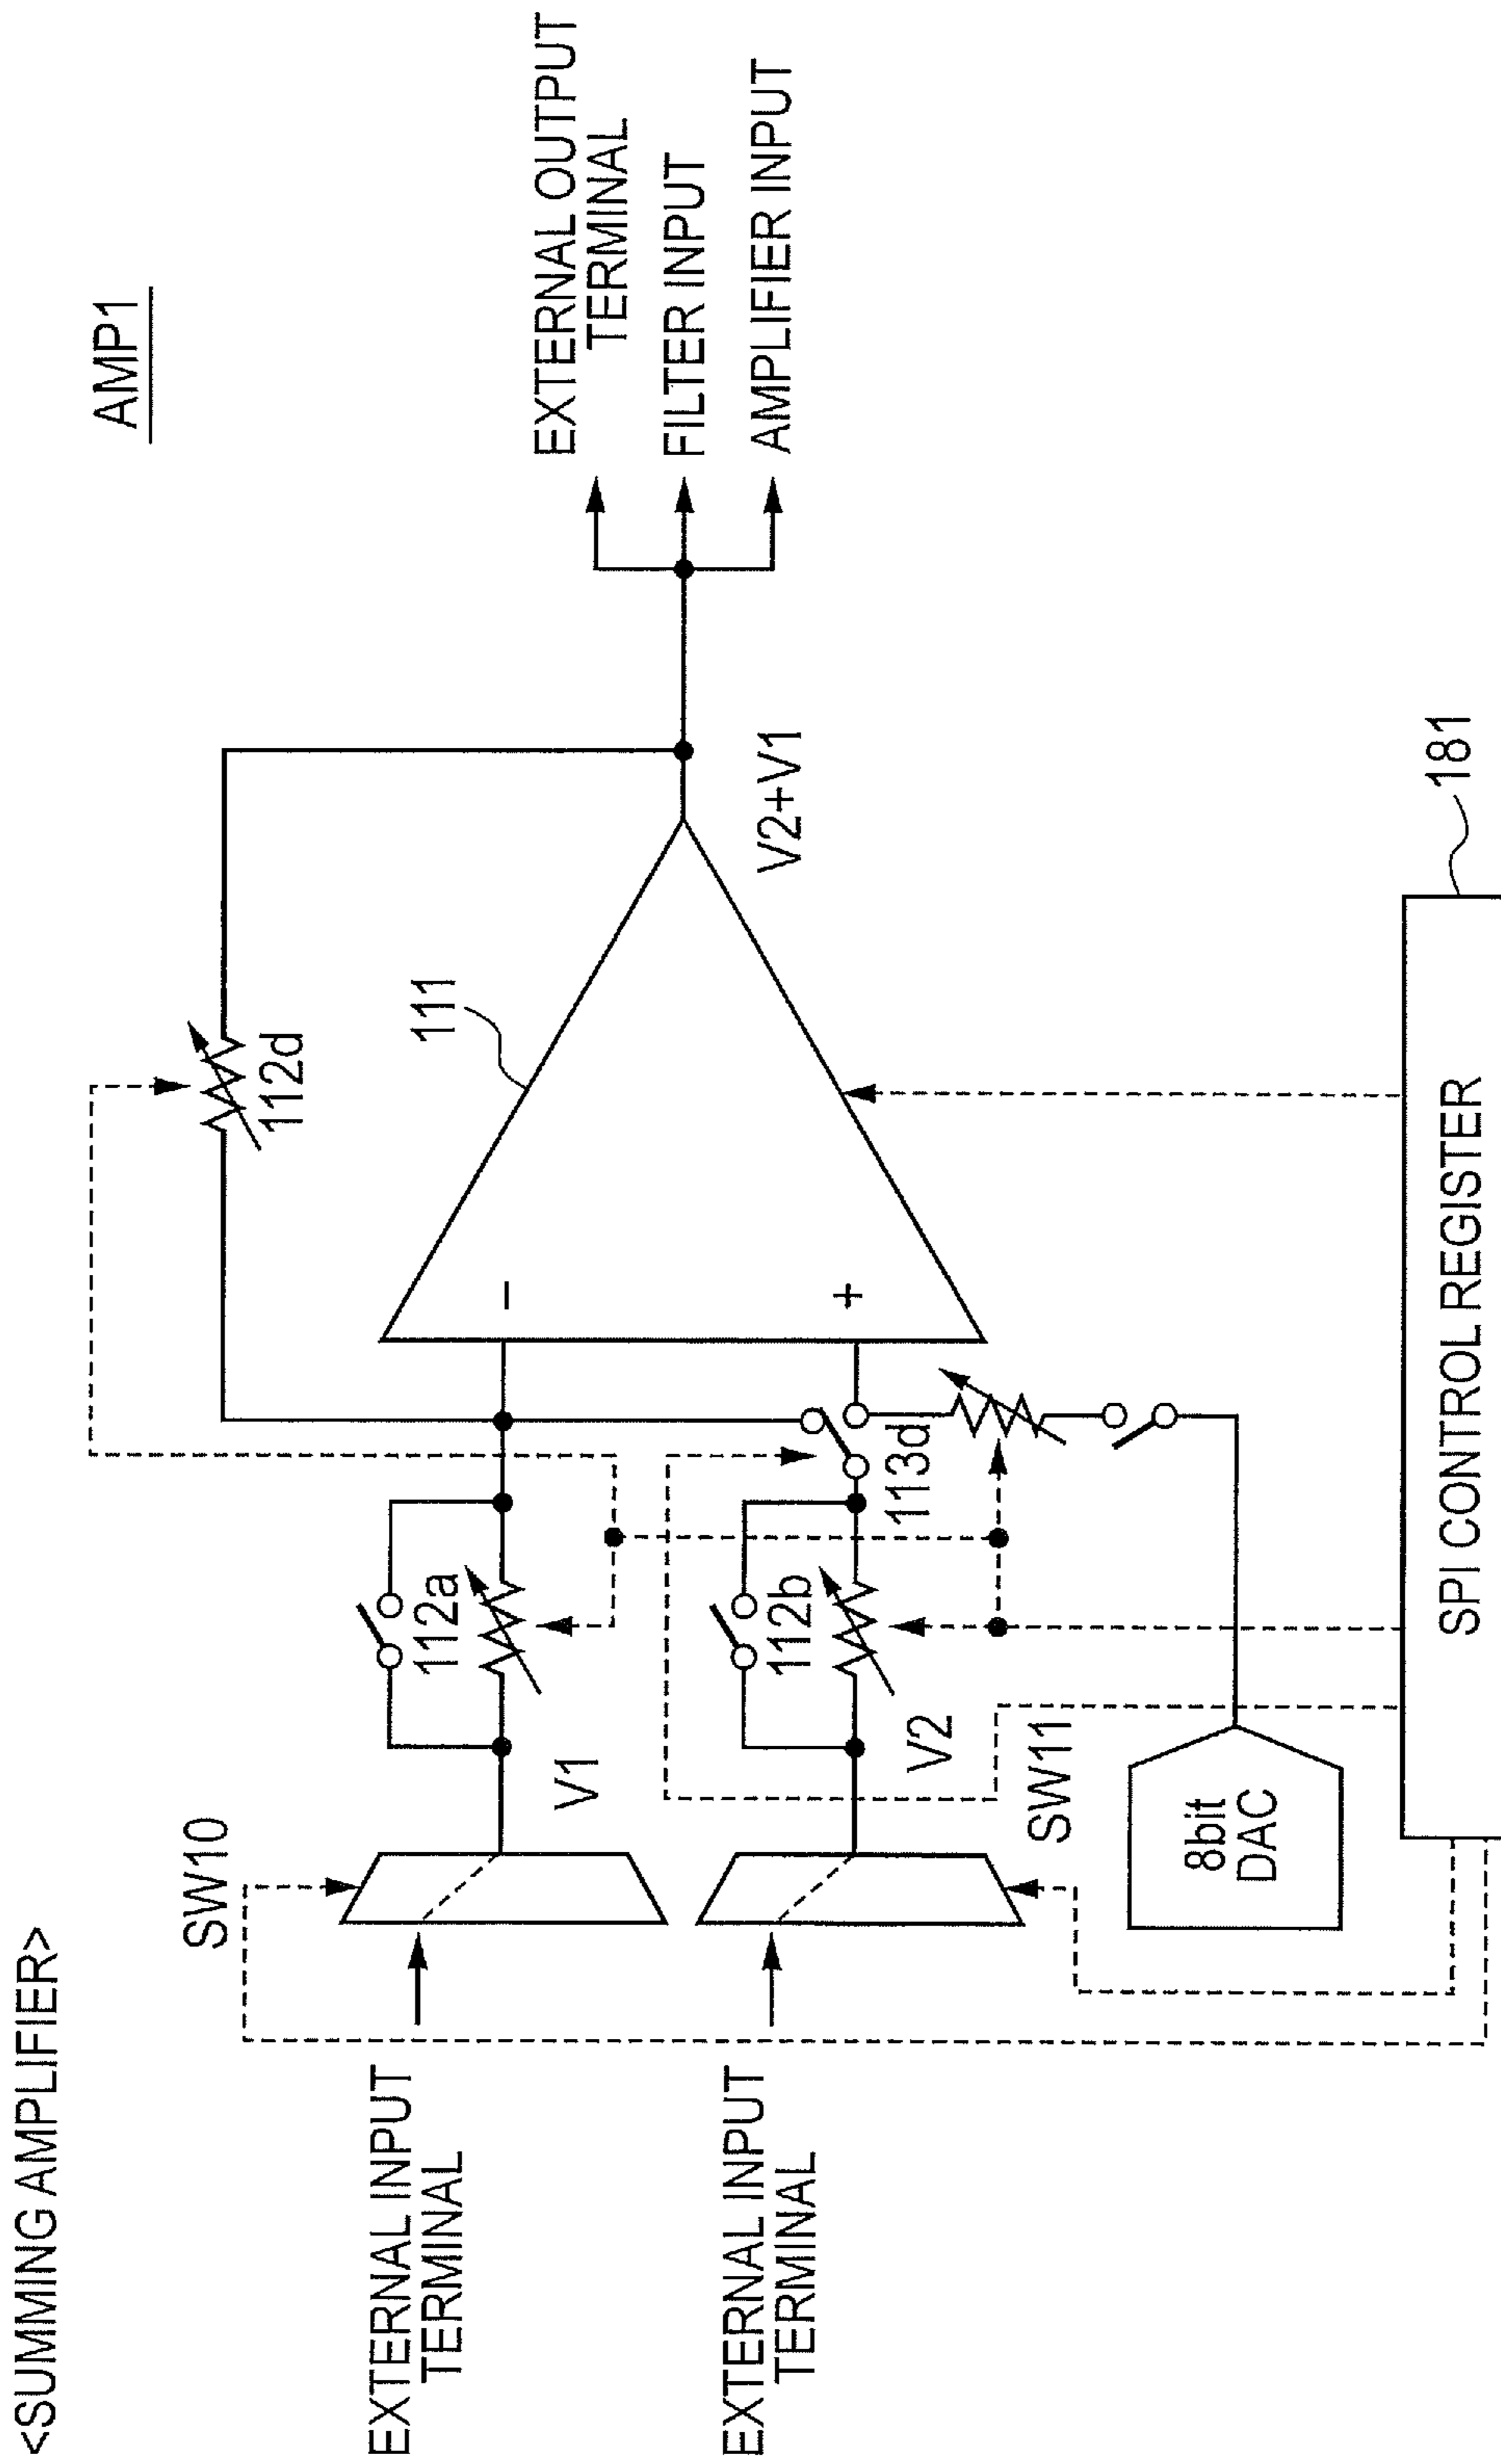 <SUMMING AMPLIFIER>
AMP1
SW10
EXTERNAL INPUT
TERMINAL
V1
112a
112d
111
−
+
V2+V1
EXTERNAL OUTPUT
TERMINAL
FILTER INPUT
AMPLIFIER INPUT
EXTERNAL INPUT
TERMINAL
V2
112b
113d
SW11
8bit
DAC
SPI CONTROL REGISTER
181